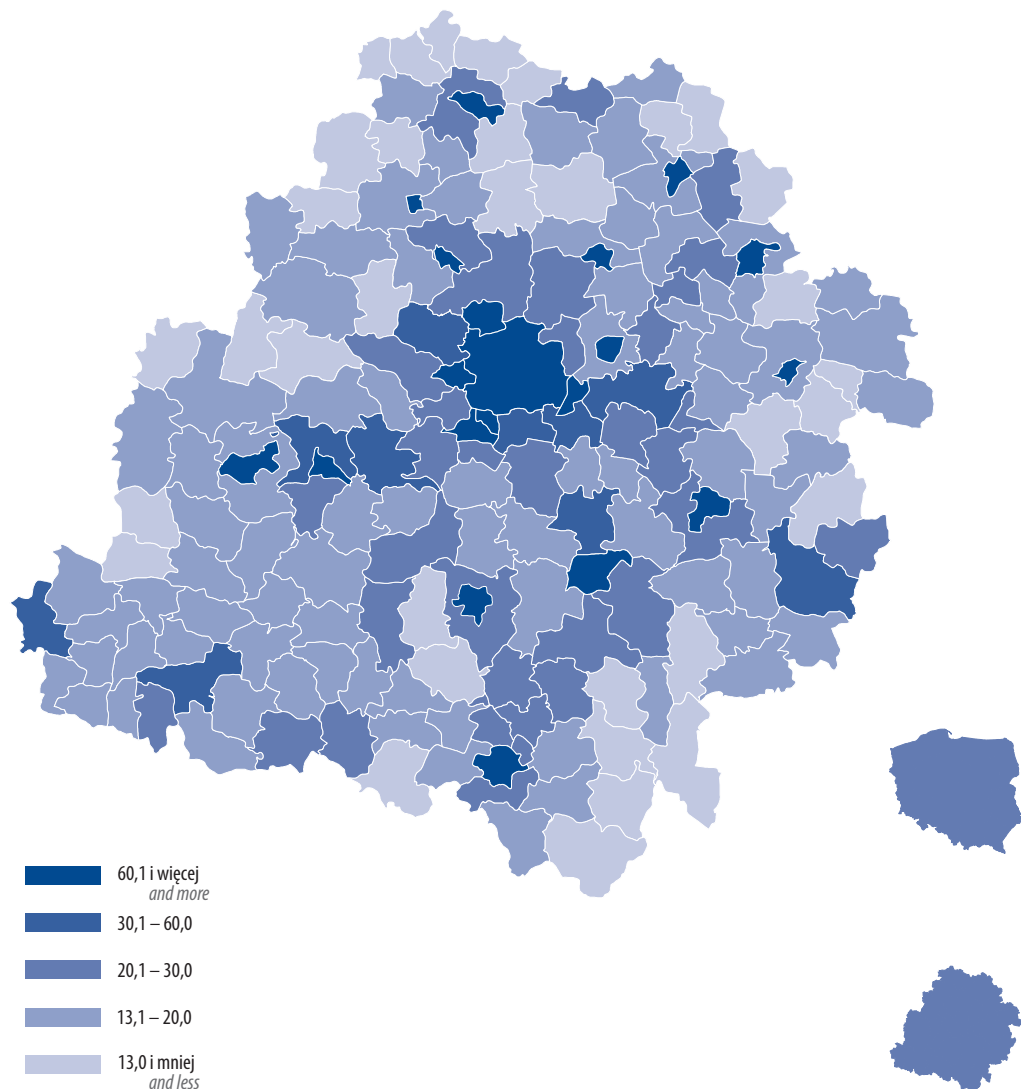 60,1 i więcej
and more
30,1 – 60,0
20,1 – 30,0
13,1 – 20,0
13,0 i mniej
and less